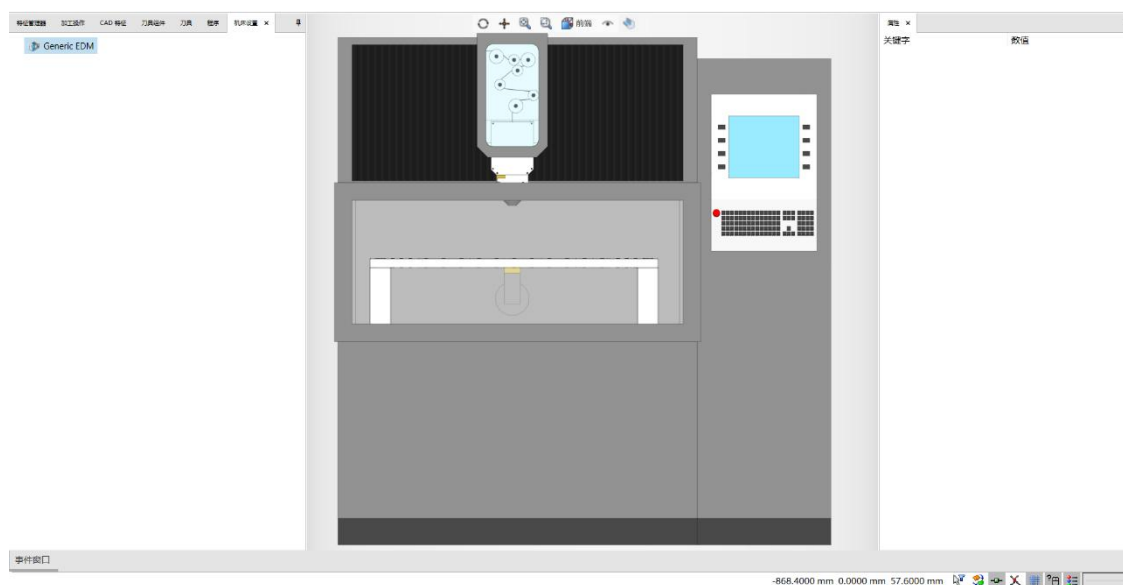 特征管理器 加工操作 CAD 特征 刀具组件 刀具 程序 机床设置 ×
前端
属性 ×
Generic EDM
关键字 数值
事件窗口
-868.4000 mm 0.0000 mm 57.6000 mm